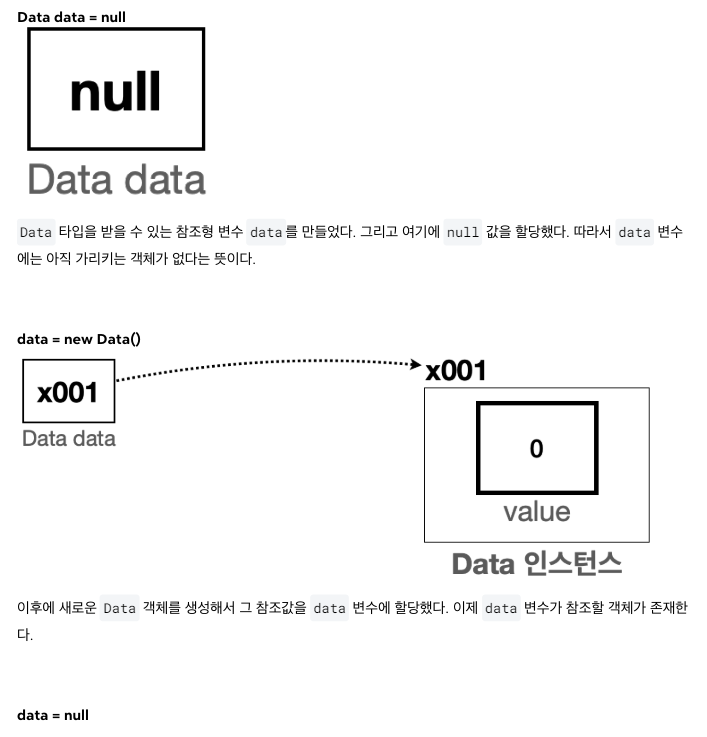 Data data = null
null
Data data
Data 타입을 받을 수 있는 참조형 변수 data를 만들었다. 그리고 여기에 null 값을 할당했다. 따라서 data 변수
에는 아직 가리키는 객체가 없다는 뜻이다.
data = new Data()
x001
Data data
x001
0
value
Data 인스턴스
이후에 새로운 Data 객체를 생성해서 그 참조값을 data 변수에 할당했다. 이제 data 변수가 참조할 객체가 존재한
다.
data = null